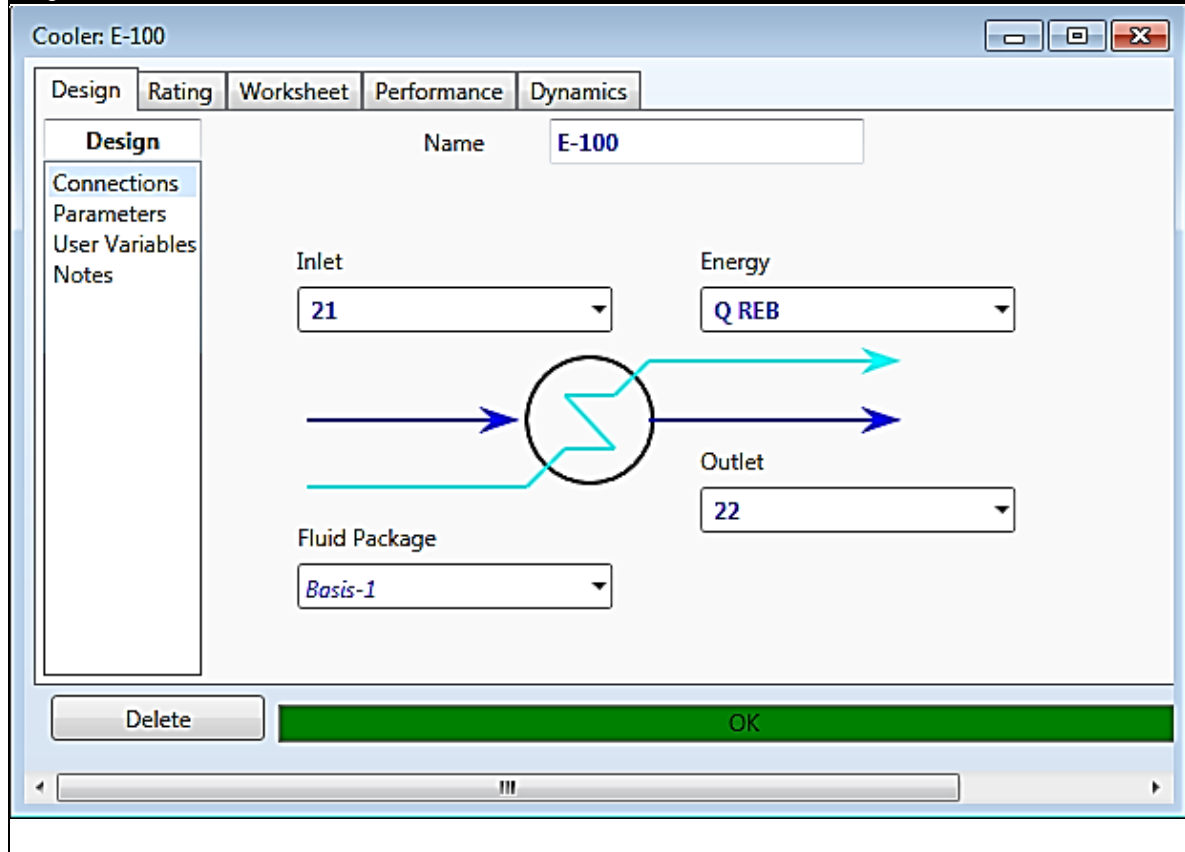 Cooler: E-100
Design Rating Worksheet Performance Dynamics
Design
Connections
Parameters
User Variables
Notes
Name E-100
Inlet
21
Energy
Q REB
Outlet
22
Fluid Package
Basis-1
Delete
OK